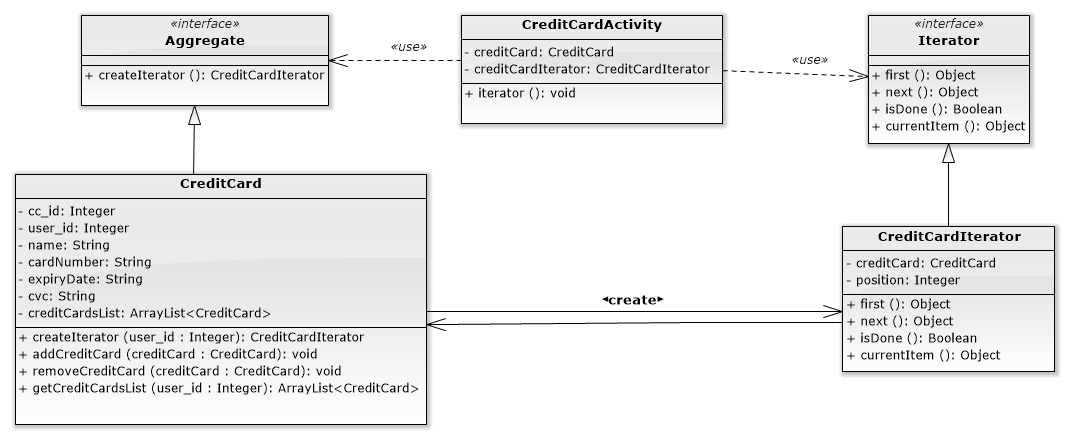 «interface»
Aggregate
+ createIterator (): CreditCardIterator
«use»
CreditCardActivity
- creditCard: CreditCard
- creditCardIterator: CreditCardIterator
+ iterator (): void
«use»
«interface»
Iterator
+ first (): Object
+ next (): Object
+ isDone (): Boolean
+ currentItem (): Object
CreditCard
- cc_id: Integer
- user_id: Integer
- name: String
- cardNumber: String
- expiryDate: String
- cvc: String
- creditCardsList: ArrayList<CreditCard>
+ createIterator (user_id : Integer): CreditCardIterator
+ addCreditCard (creditCard : CreditCard): void
+ removeCreditCard (creditCard : CreditCard): void
+ getCreditCardsList (user_id : Integer): ArrayList<CreditCard>
create
CreditCardIterator
- creditCard: CreditCard
- position: Integer
+ first (): Object
+ next (): Object
+ isDone (): Boolean
+ currentItem (): Object